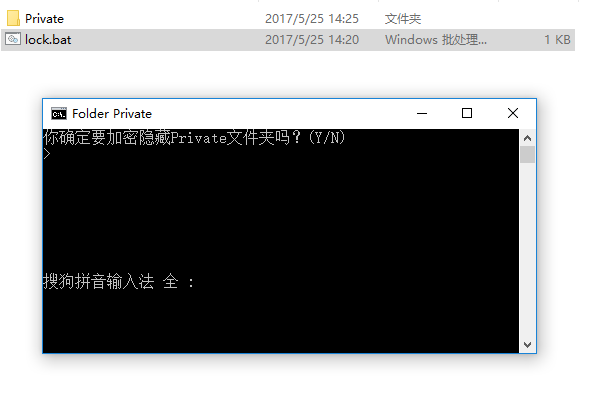 Private 2017/5/25 14:25 文件夹
lock.bat 2017/5/25 14:20 Windows 批处理... 1 KB
C:\. Folder Private
你确定要加密隐藏Private文件夹吗？(Y/N)
>
搜狗拼音输入法 全 :